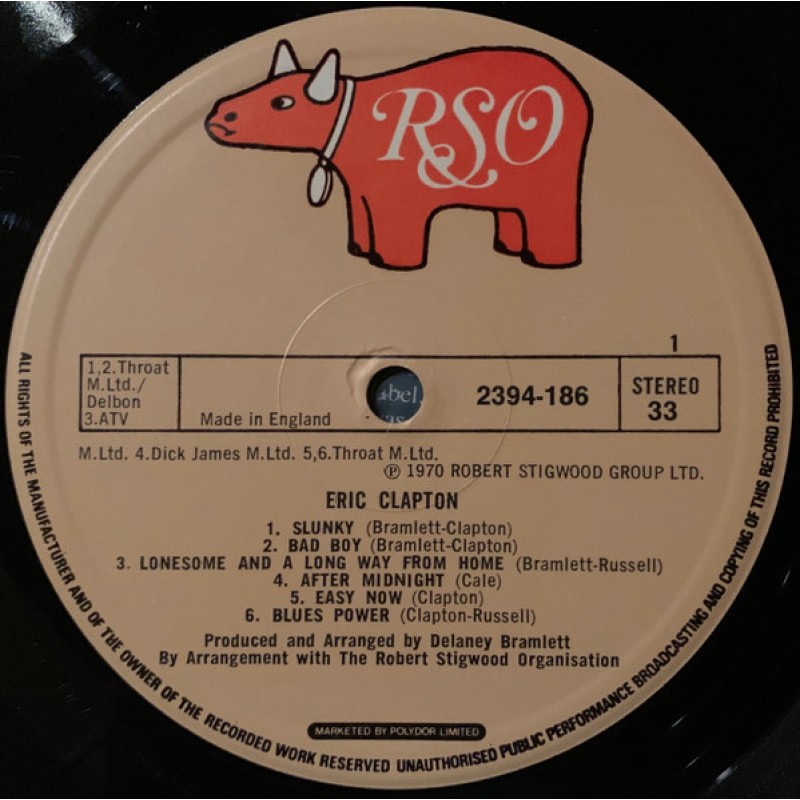 RSO
1
1,2.Throat
M.Ltd./
Delbon
3.ATV
Made in England
2394-186
STEREO
33
M.Ltd. 4.Dick James M.Ltd. 5,6.Throat M.Ltd.
℗ 1970 ROBERT STIGWOOD GROUP LTD.
ERIC CLAPTON
1. SLUNKY (Bramlett-Clapton)
2. BAD BOY (Bramlett-Clapton)
3. LONESOME AND A LONG WAY FROM HOME (Bramlett-Russell)
4. AFTER MIDNIGHT (Cale)
5. EASY NOW (Clapton)
6. BLUES POWER (Clapton-Russell)
Produced and Arranged by Delaney Bramlett
By Arrangement with The Robert Stigwood Organisation
MARKETED BY POLYDOR LIMITED
ALL RIGHTS OF THE MANUFACTURER AND OF THE OWNER OF THE RECORDED WORK RESERVED UNAUTHORISED PUBLIC PERFORMANCE BROADCASTING AND COPYING OF THIS RECORD PROHIBITED